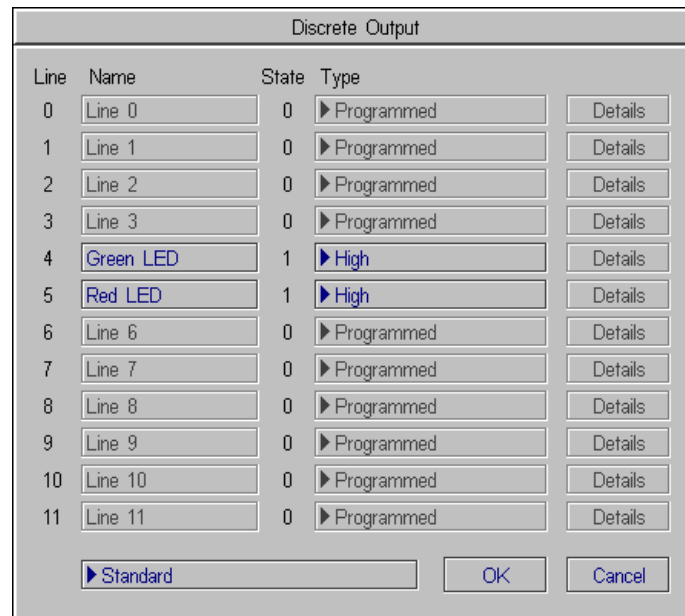 Discrete Output
Line Name State Type
0 Line 0 0 Programmed Details
1 Line 1 0 Programmed Details
2 Line 2 0 Programmed Details
3 Line 3 0 Programmed Details
4 Green LED 1 High Details
5 Red LED 1 High Details
6 Line 6 0 Programmed Details
7 Line 7 0 Programmed Details
8 Line 8 0 Programmed Details
9 Line 9 0 Programmed Details
10 Line 10 0 Programmed Details
11 Line 11 0 Programmed Details
Standard OK Cancel